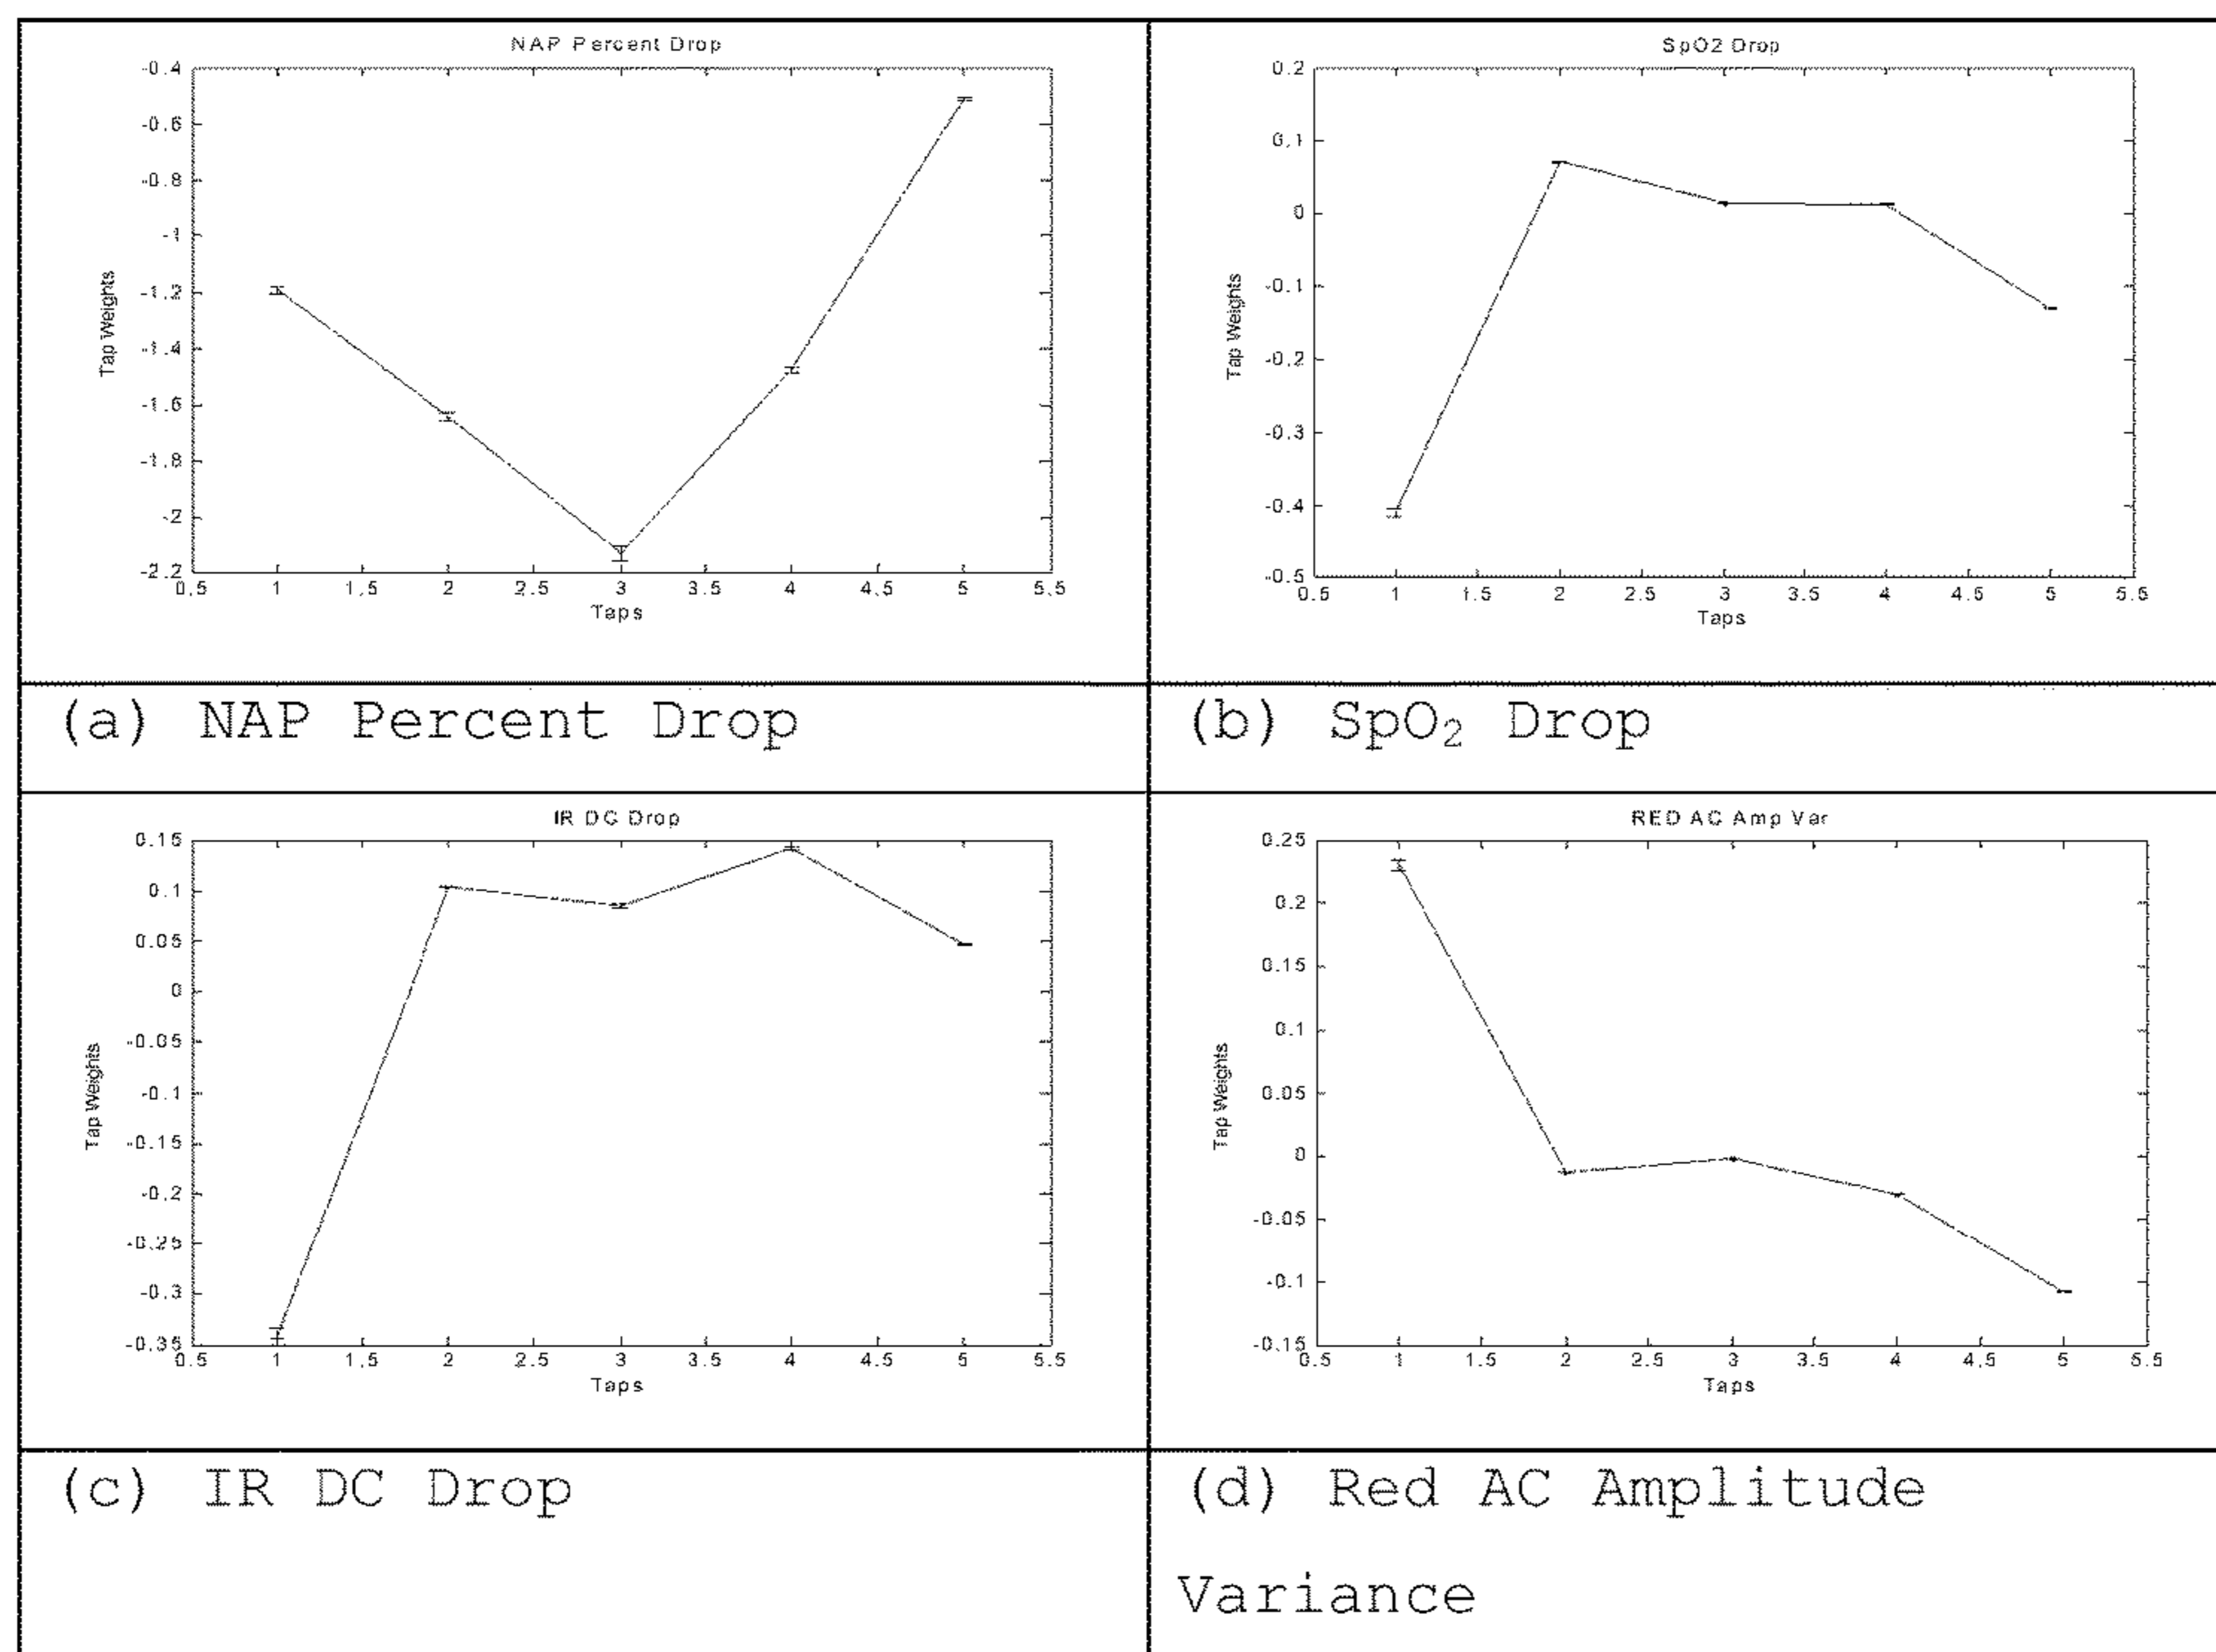 NAP Percent Drop
-0.4
-0.6
-0.8
-1
-1.2
-1.4
-1.6
-1.8
-2
-2.2
Tap Weights
0.5 1 1.5 2 2.5 3 3.5 4 4.5 5 5.5
Taps
SpO2 Drop
0.2
0.1
0
-0.1
-0.2
-0.3
-0.4
-0.5
Tap Weights
0.5 1 1.5 2 2.5 3 3.5 4 4.5 5 5.5
Taps
(a) NAP Percent Drop
(b) SpO₂ Drop
IR DC Drop
0.15
0.1
0.05
0
-0.05
-0.1
-0.15
-0.2
-0.25
-0.3
-0.35
Tap Weights
0.5 1 1.5 2 2.5 3 3.5 4 4.5 5 5.5
Taps
RED AC Amp Var
0.25
0.2
0.15
0.1
0.05
0
-0.05
-0.1
-0.15
Tap Weights
0.5 1 1.5 2 2.5 3 3.5 4 4.5 5 5.5
Taps
(c) IR DC Drop
(d) Red AC Amplitude
Variance